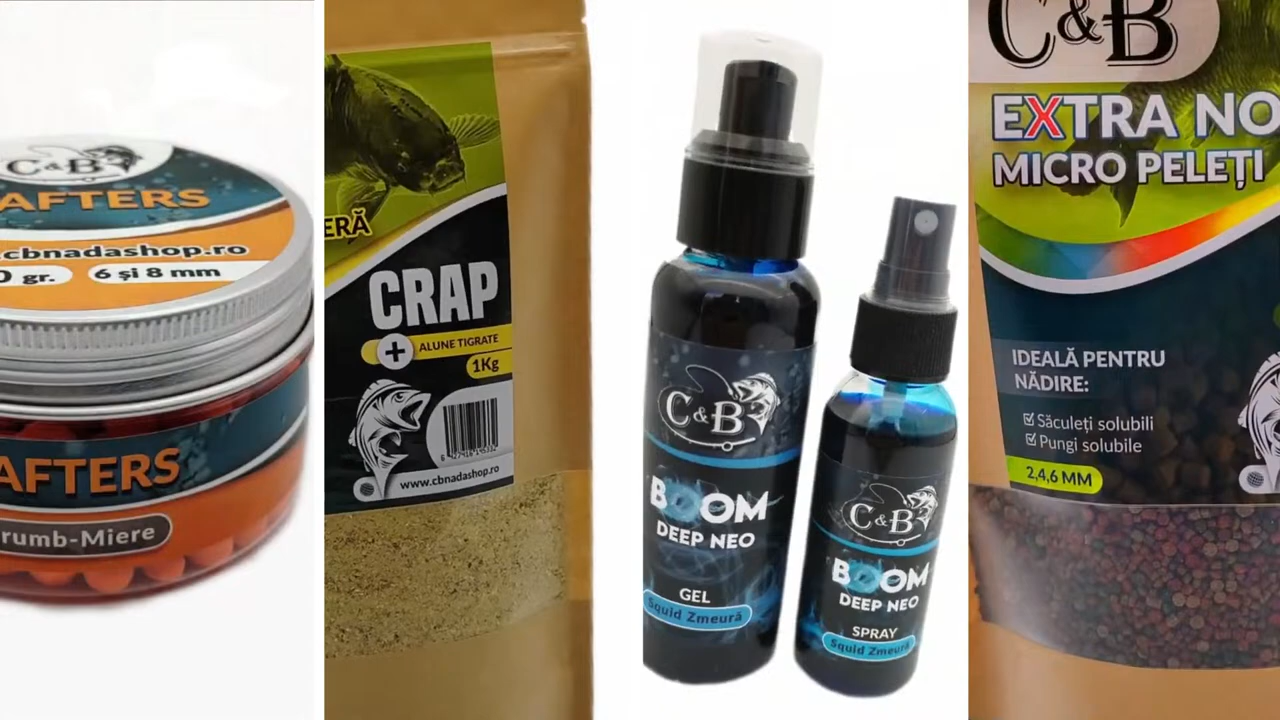 C&B
AFTERS
cbnadashop.ro
0 gr.
6 și 8 mm
AFTERS
rumb-Miere
ERĂ
CRAP
+ ALUNE TIGRATE
1Kg
www.cbnadashop.ro
C&B
BOOM
DEEP NEO
GEL
Squid Zmeură
C&B
BOOM
DEEP NEO
SPRAY
Squid Zmeură
C&B
EXTRA NO
MICRO PELEȚI
IDEALĂ PENTRU
NĂDIRE:
Săculeți solubili
Pungi solubile
2,4,6 MM